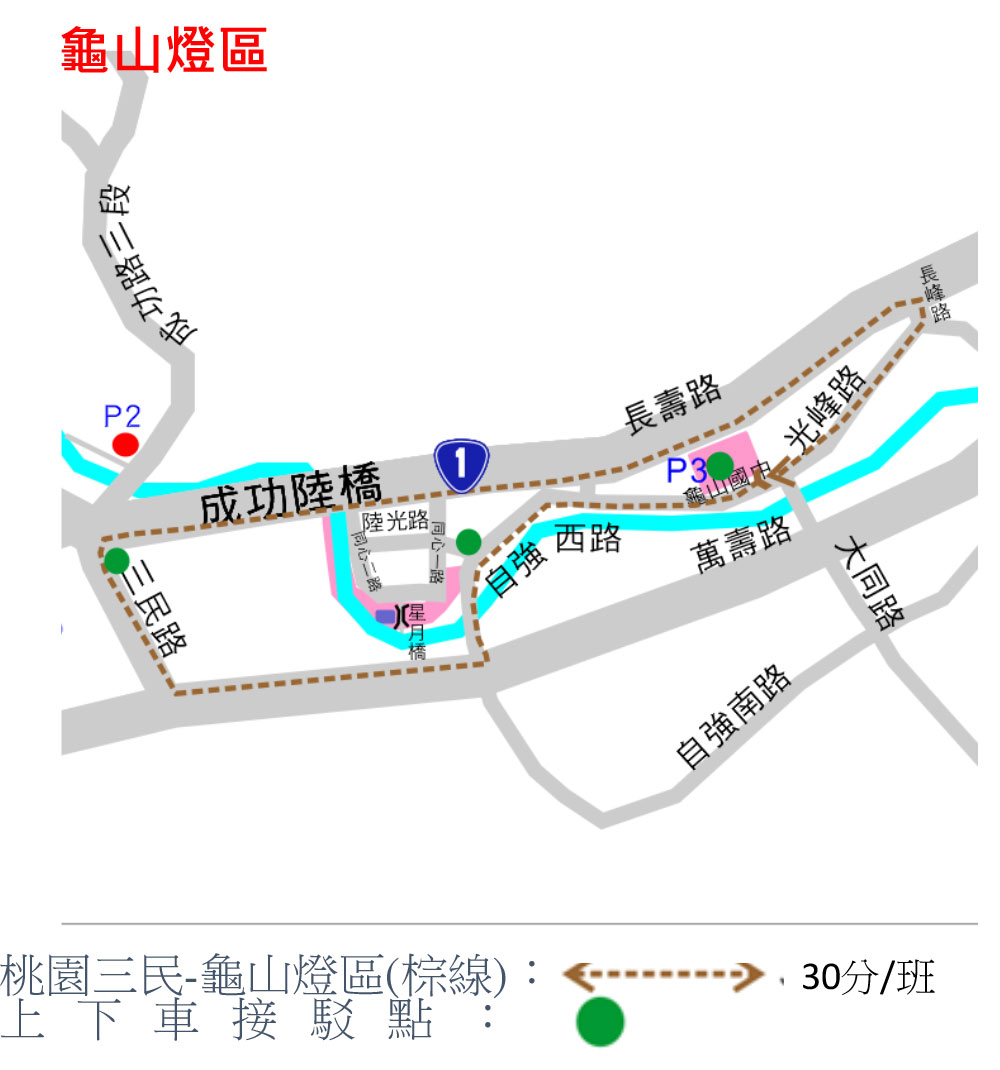 龜山燈區
成功路三段
長峰路
P2
長壽路
光峰路
1
P3
龜山國中
成功陸橋
陸光路
同心一路
同心二路
自強西路
萬壽路
大同路
三民路
星月橋
自強南路
桃園三民-龜山燈區(棕線)：
30分/班
上下車接駁點：